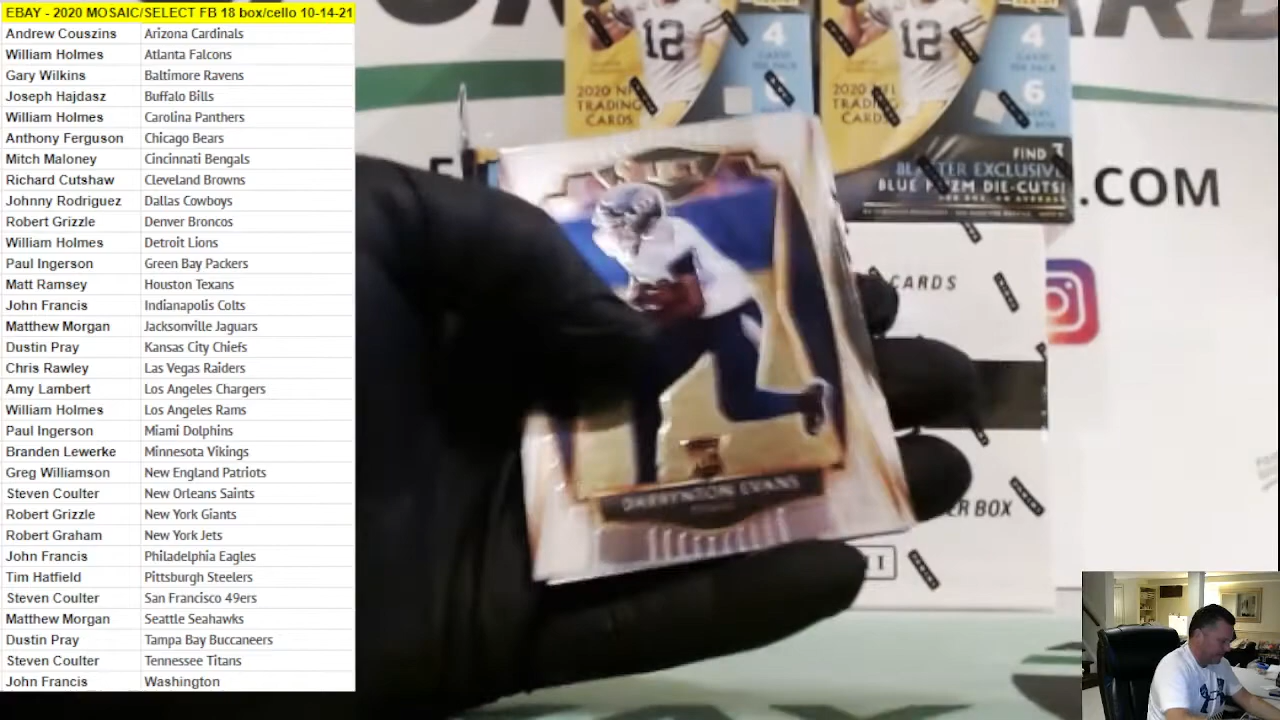 EBAY - 2020 MOSAIC/SELECT FB 18 box/cello 10-14-21
Andrew Couszins Arizona Cardinals
William Holmes Atlanta Falcons
Gary Wilkins Baltimore Ravens
Joseph Hajdasz Buffalo Bills
William Holmes Carolina Panthers
Anthony Ferguson Chicago Bears
Mitch Maloney Cincinnati Bengals
Richard Cutshaw Cleveland Browns
Johnny Rodriguez Dallas Cowboys
Robert Grizzle Denver Broncos
William Holmes Detroit Lions
Paul Ingerson Green Bay Packers
Matt Ramsey Houston Texans
John Francis Indianapolis Colts
Matthew Morgan Jacksonville Jaguars
Dustin Pray Kansas City Chiefs
Chris Rawley Las Vegas Raiders
Amy Lambert Los Angeles Chargers
William Holmes Los Angeles Rams
Paul Ingerson Miami Dolphins
Branden Lewerke Minnesota Vikings
Greg Williamson New England Patriots
Steven Coulter New Orleans Saints
Robert Grizzle New York Giants
Robert Graham New York Jets
John Francis Philadelphia Eagles
Tim Hatfield Pittsburgh Steelers
Steven Coulter San Francisco 49ers
Matthew Morgan Seattle Seahawks
Dustin Pray Tampa Bay Buccaneers
Steven Coulter Tennessee Titans
John Francis Washington
12
4
2020 NFL
TRADING
CARDS
12
4
2020 NFL
TRADING
CARDS
6
FIND 3
BLASTER EXCLUSIVE
BLUE PRIZM DIE-CUTS!
.COM
CARDS
BOX
DARRYNTON EVANS